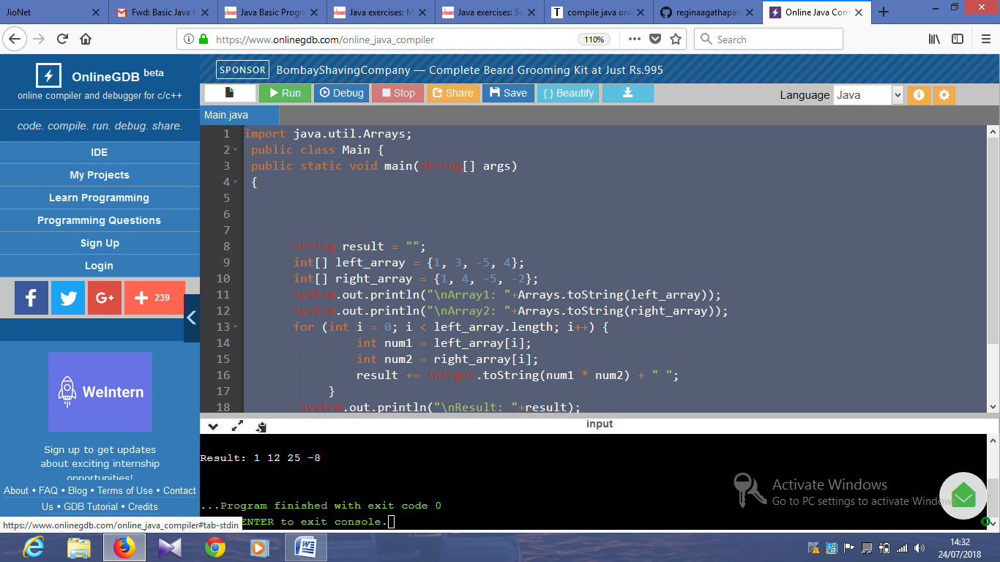 JioNet
Fwd: Basic Java P
Java Basic Progra
Java exercises: M
Java exercises: Sw
compile java onli
reginaagathapar
Online Java Com
https://www.onlinegdb.com/online_java_compiler
110%
Search
OnlineGDB beta
online compiler and debugger for c/c++
code. compile. run. debug. share.
IDE
My Projects
Learn Programming
Programming Questions
Sign Up
Login
239
WeIntern
Sign up to get updates
about exciting internship
opportunities!
About • FAQ • Blog • Terms of Use • Contact
Us • GDB Tutorial • Credits
https://www.onlinegdb.com/online_java_compiler#tab-stdin
SPONSOR BombayShavingCompany — Complete Beard Grooming Kit at Just Rs.995
Run Debug Stop Share Save { } Beautify
Language Java
Main.java
1 import java.util.Arrays;
2 public class Main {
3 public static void main(String[] args)
4 {
5
6
7
8 String result = "";
9 int[] left_array = {1, 3, -5, 4};
10 int[] right_array = {1, 4, -5, -2};
11 System.out.println("\nArray1: "+Arrays.toString(left_array));
12 System.out.println("\nArray2: "+Arrays.toString(right_array));
13 for (int i = 0; i < left_array.length; i++) {
14 int num1 = left_array[i];
15 int num2 = right_array[i];
16 result += Integer.toString(num1 * num2) + " ";
17 }
18 System.out.println("\nResult: "+result);
input
Result: 1 12 25 -8
...Program finished with exit code 0
ENTER to exit console.
Activate Windows
Go to PC settings to activate Windows.
14:32
24/07/2018